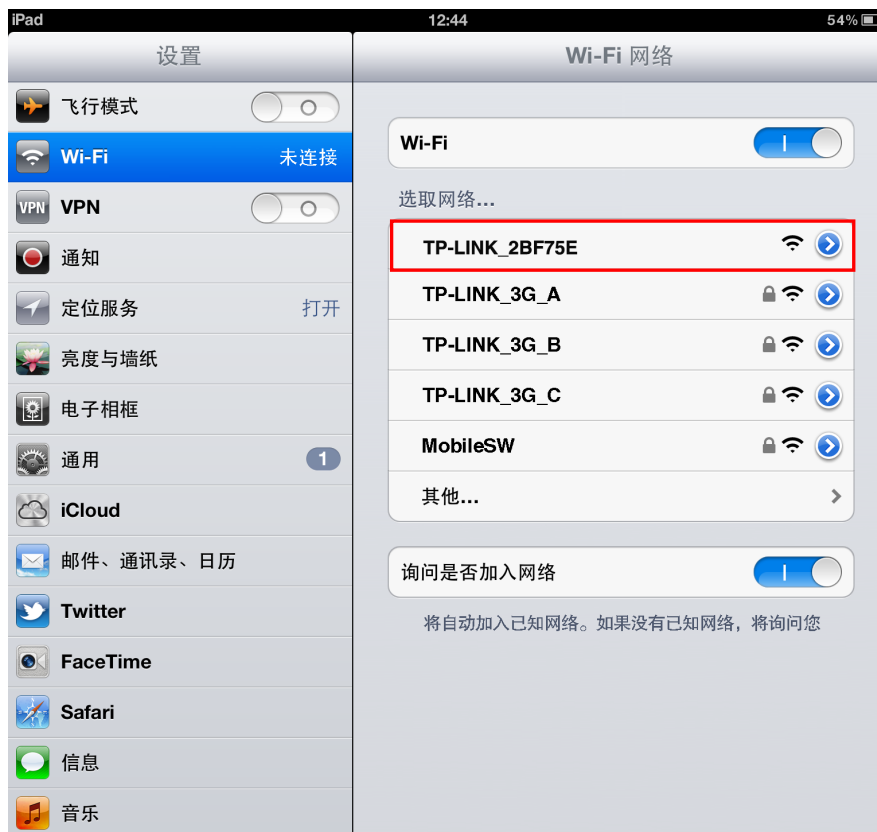 iPad 12:44 54%
设置
飞行模式
Wi-Fi 未连接
VPN VPN
通知
定位服务 打开
亮度与墙纸
电子相框
通用 1
iCloud
邮件、通讯录、日历
Twitter
FaceTime
Safari
信息
音乐
Wi-Fi 网络
Wi-Fi
选取网络...
TP-LINK_2BF75E
TP-LINK_3G_A
TP-LINK_3G_B
TP-LINK_3G_C
MobileSW
其他...
询问是否加入网络
将自动加入已知网络。如果没有已知网络，将询问您